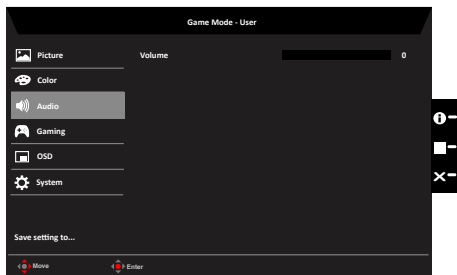 Game Mode - User
Picture
Volume 0
Color
Audio
Gaming
OSD
System
Save setting to...
Move Enter